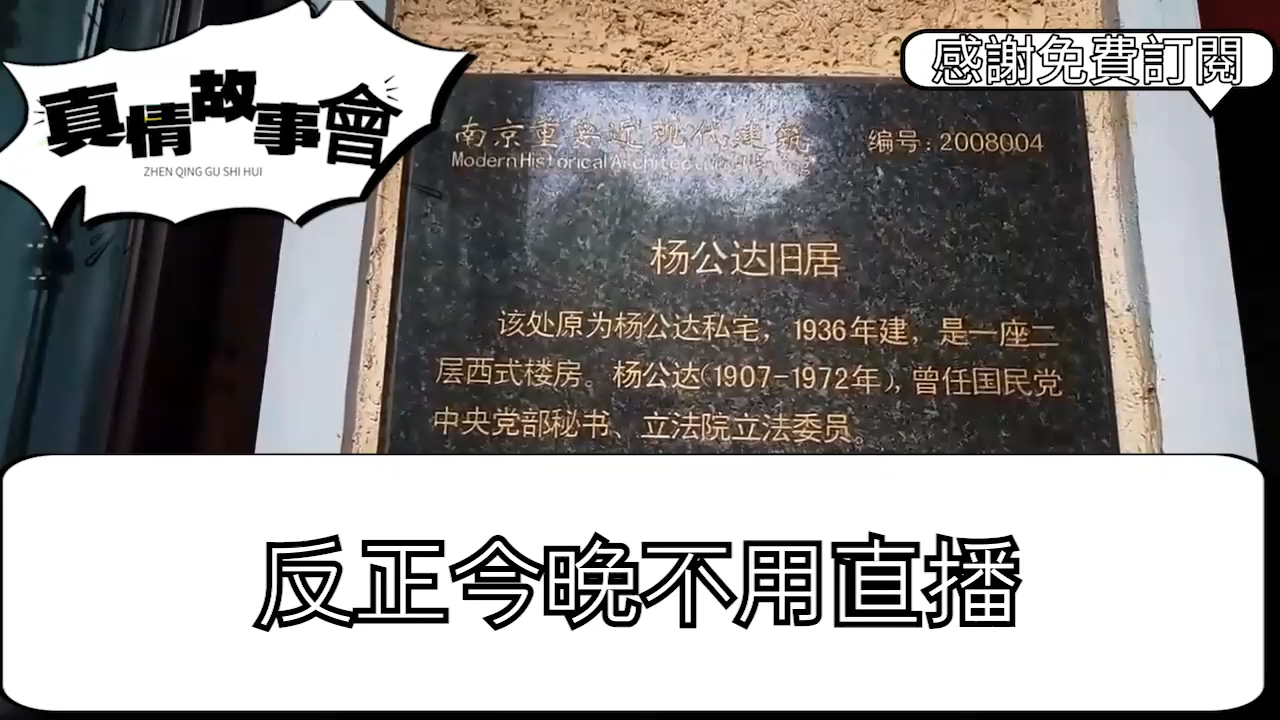 真情故事會
ZHEN QING GU SHI HUI
感謝免費訂閱
南京重要近现代建筑
编号:2008004
Modern Historical Architecture
杨公达旧居
该处原为杨公达私宅，1936年建，是一座二
层西式楼房。杨公达(1907-1972年)，曾任国民党
中央党部秘书、立法院立法委员。
反正今晚不用直播